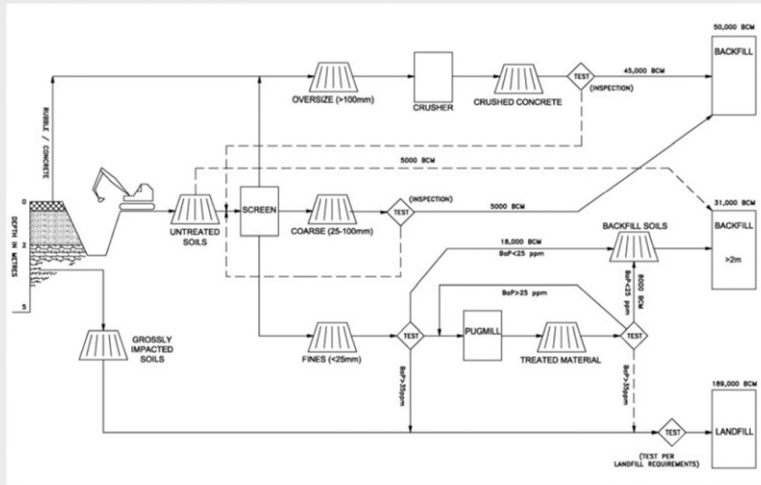 50,000 BCM
BACKFILL
OVERSIZE (>100mm)
CRUSHER
CRUSHED CONCRETE
TEST
(INSPECTION)
45,000 BCM
RUBBLE / CONCRETE
5000 BCM
0
DEPTH IN METRES
2
5
UNTREATED
SOILS
SCREEN
COARSE (25-100mm)
TEST
(INSPECTION)
5000 BCM
31,000 BCM
BACKFILL
>2m
BACKFILL SOILS
18,000 BCM
BaP<25 ppm
BaP>25 ppm
BaP<25 ppm
8000 BCM
GROSSLY
IMPACTED
SOILS
FINES (<25mm)
TEST
PUGMILL
TREATED MATERIAL
TEST
BaP>35ppm
BaP>35ppm
189,000 BCM
LANDFILL
TEST
(TEST PER
LANDFILL REQUIREMENTS)